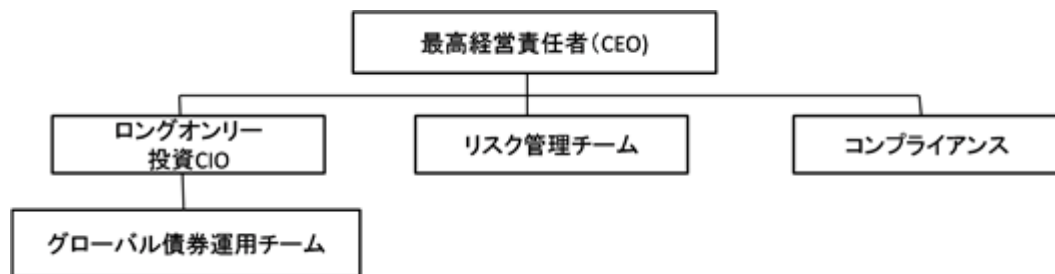 最高経営責任者（CEO)
ロングオンリー
投資CIO
リスク管理チーム
コンプライアンス
グローバル債券運用チーム